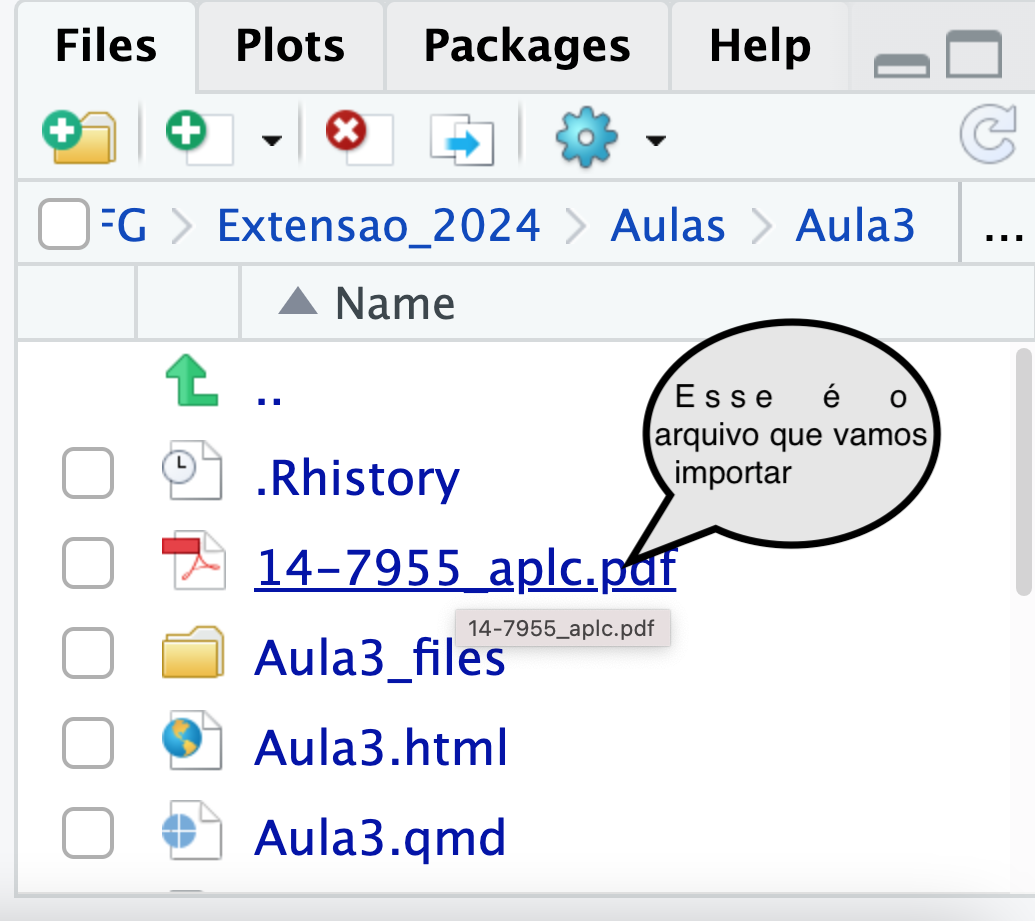 Files Plots Packages Help
FG Extensao_2024 Aulas Aula3 ...
Name
..
Esse é o
arquivo que vamos
importar
.Rhistory
14-7955_aplc.pdf
14-7955_aplc.pdf
Aula3_files
Aula3.html
Aula3.qmd